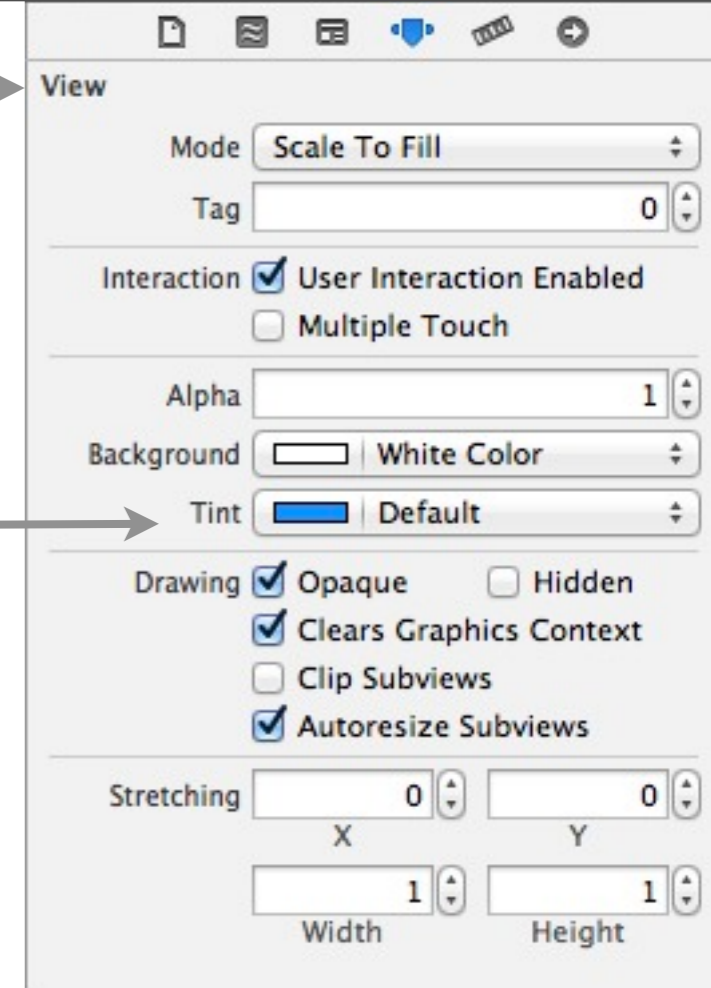 View
Mode Scale To Fill
Tag 0
Interaction User Interaction Enabled
Multiple Touch
Alpha 1
Background White Color
Tint Default
Drawing Opaque Hidden
Clears Graphics Context
Clip Subviews
Autoresize Subviews
Stretching 0 0
X Y
1 1
Width Height